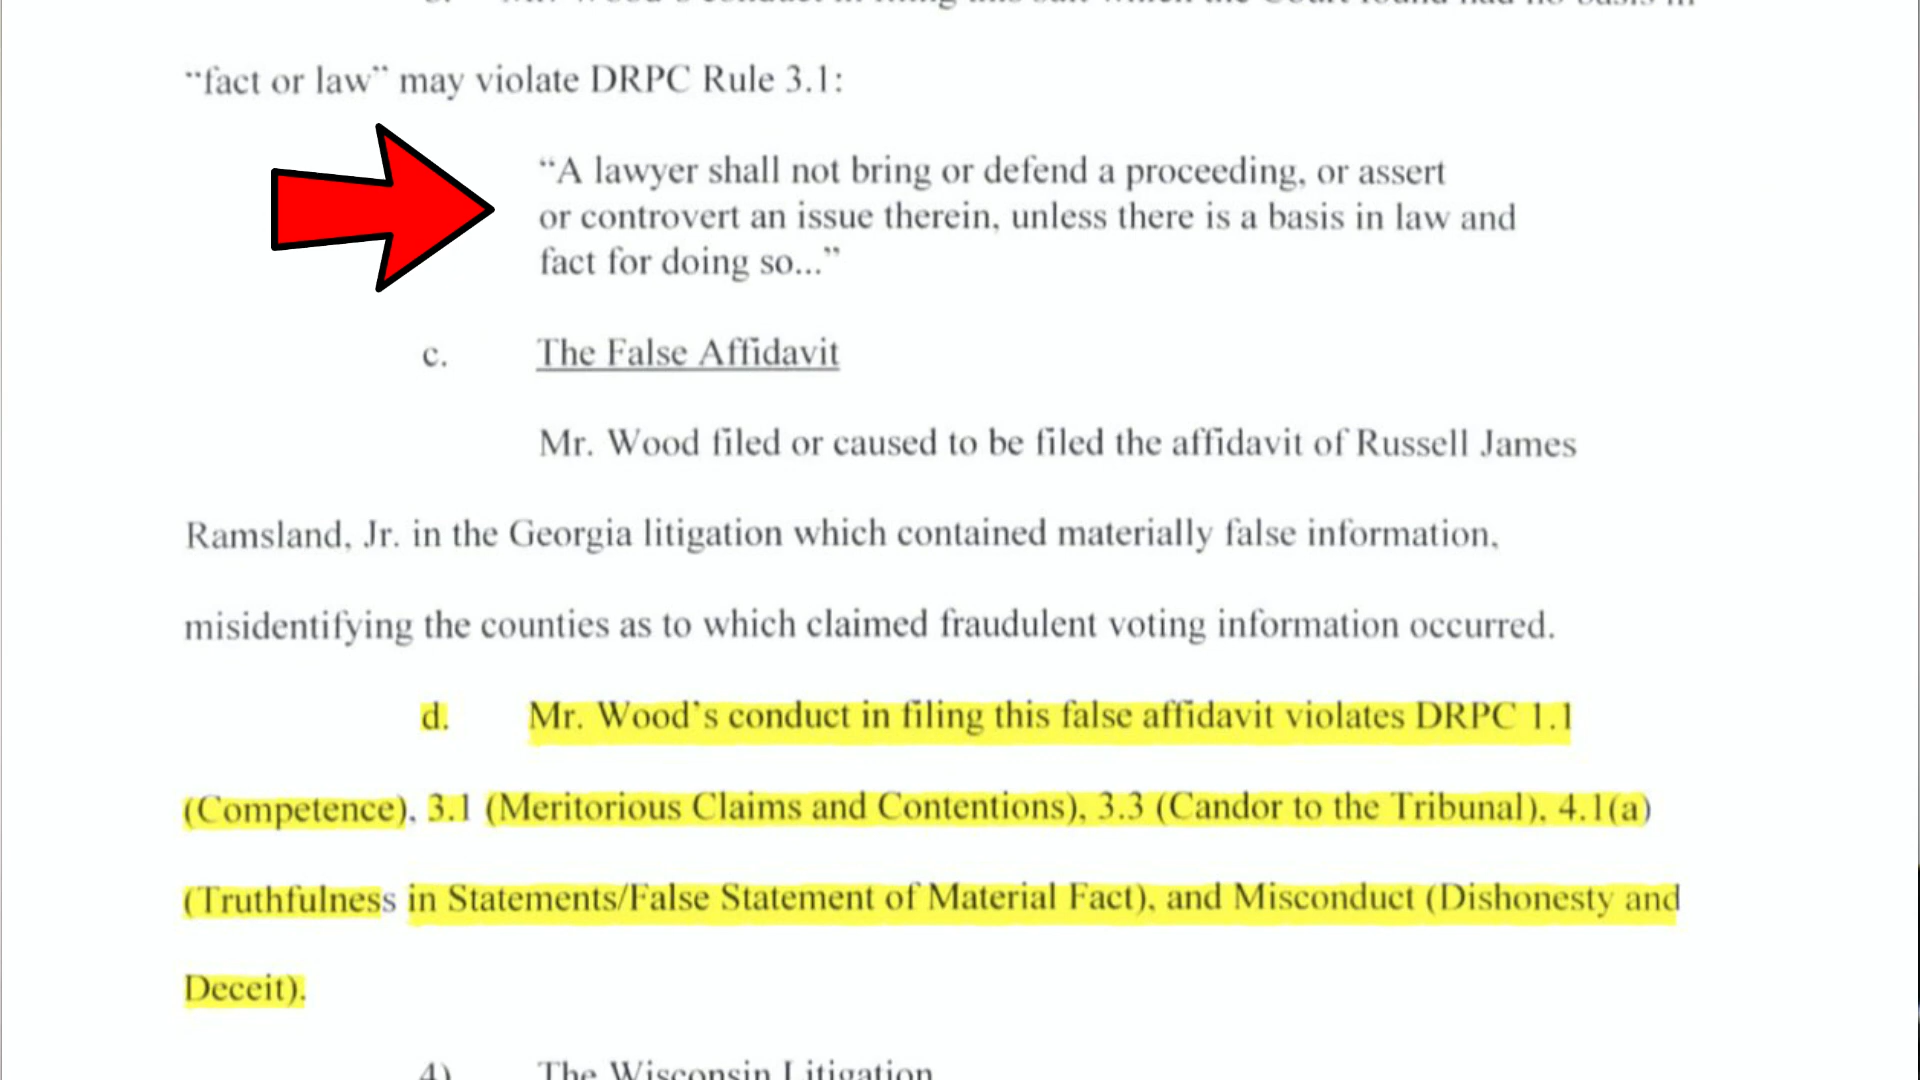 "fact or law" may violate DRPC Rule 3.1:
"A lawyer shall not bring or defend a proceeding, or assert
or controvert an issue therein, unless there is a basis in law and
fact for doing so..."
c. The False Affidavit
Mr. Wood filed or caused to be filed the affidavit of Russell James
Ramsland, Jr. in the Georgia litigation which contained materially false information,
misidentifying the counties as to which claimed fraudulent voting information occurred.
d. Mr. Wood's conduct in filing this false affidavit violates DRPC 1.1
(Competence), 3.1 (Meritorious Claims and Contentions), 3.3 (Candor to the Tribunal), 4.1(a)
(Truthfulness in Statements/False Statement of Material Fact), and Misconduct (Dishonesty and
Deceit).
4) The Wisconsin Litigation